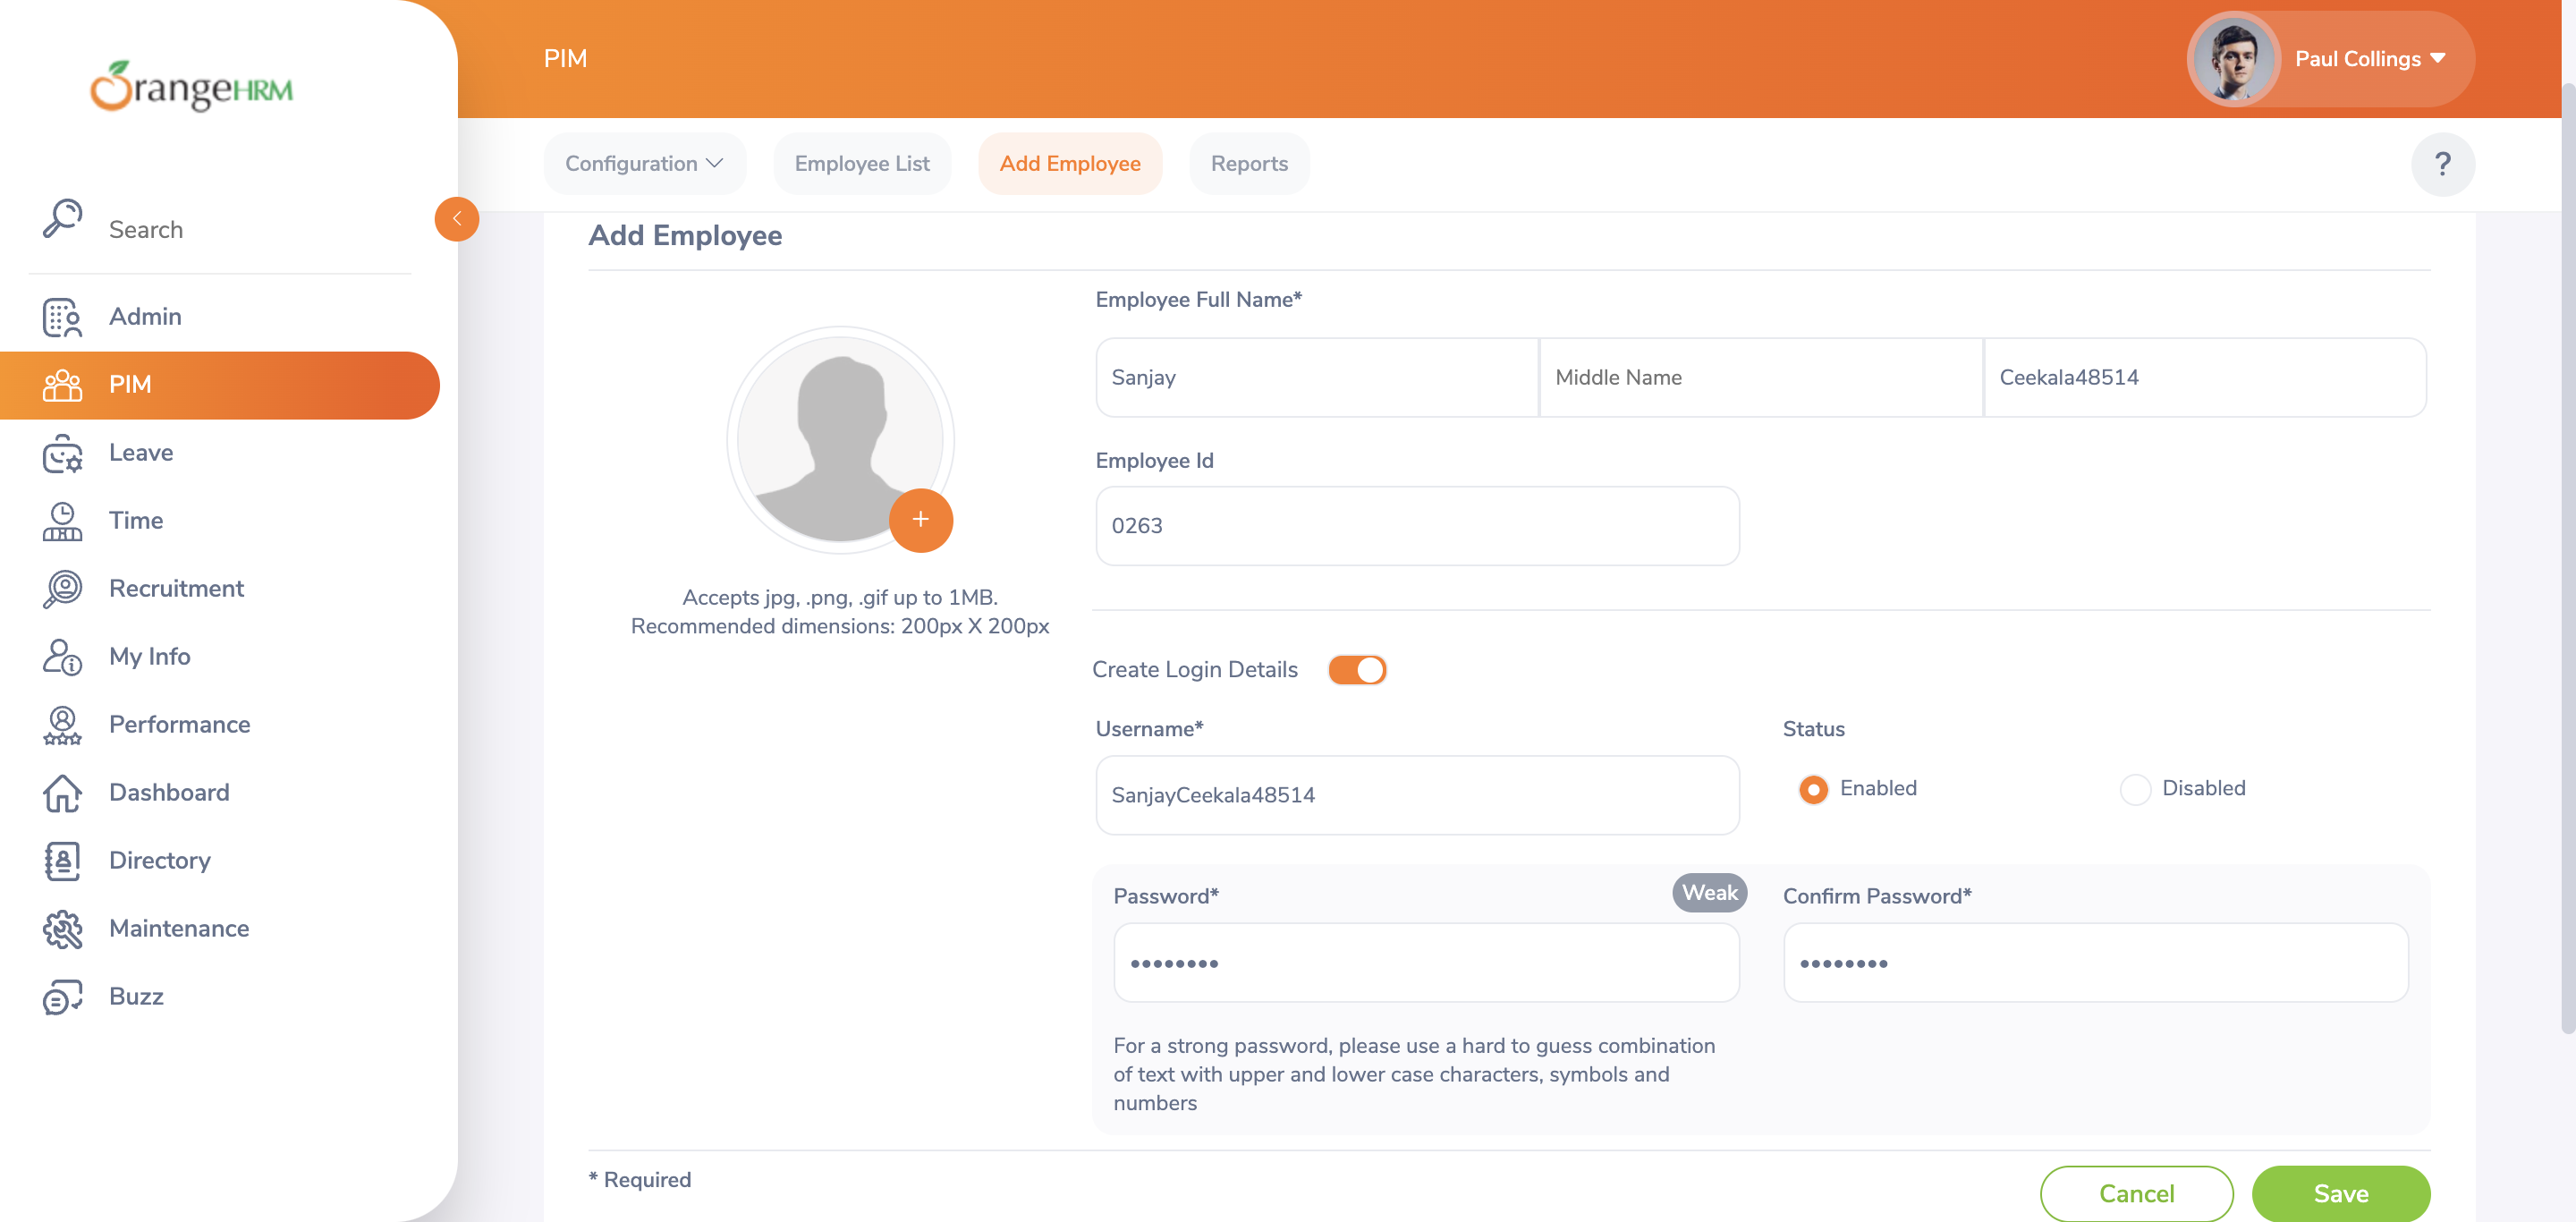 OrangeHRM
PIM
Paul Collings
Configuration
Employee List
Add Employee
Reports
?
Search
Admin
PIM
Leave
Time
Recruitment
My Info
Performance
Dashboard
Directory
Maintenance
Buzz
Add Employee
Accepts jpg, .png, .gif up to 1MB.
Recommended dimensions: 200px X 200px
Employee Full Name*
Sanjay
Middle Name
Ceekala48514
Employee Id
0263
Create Login Details
Username*
SanjayCeekala48514
Status
Enabled
Disabled
Password*
Weak
••••••••
Confirm Password*
••••••••
For a strong password, please use a hard to guess combination
of text with upper and lower case characters, symbols and
numbers
* Required
Cancel
Save